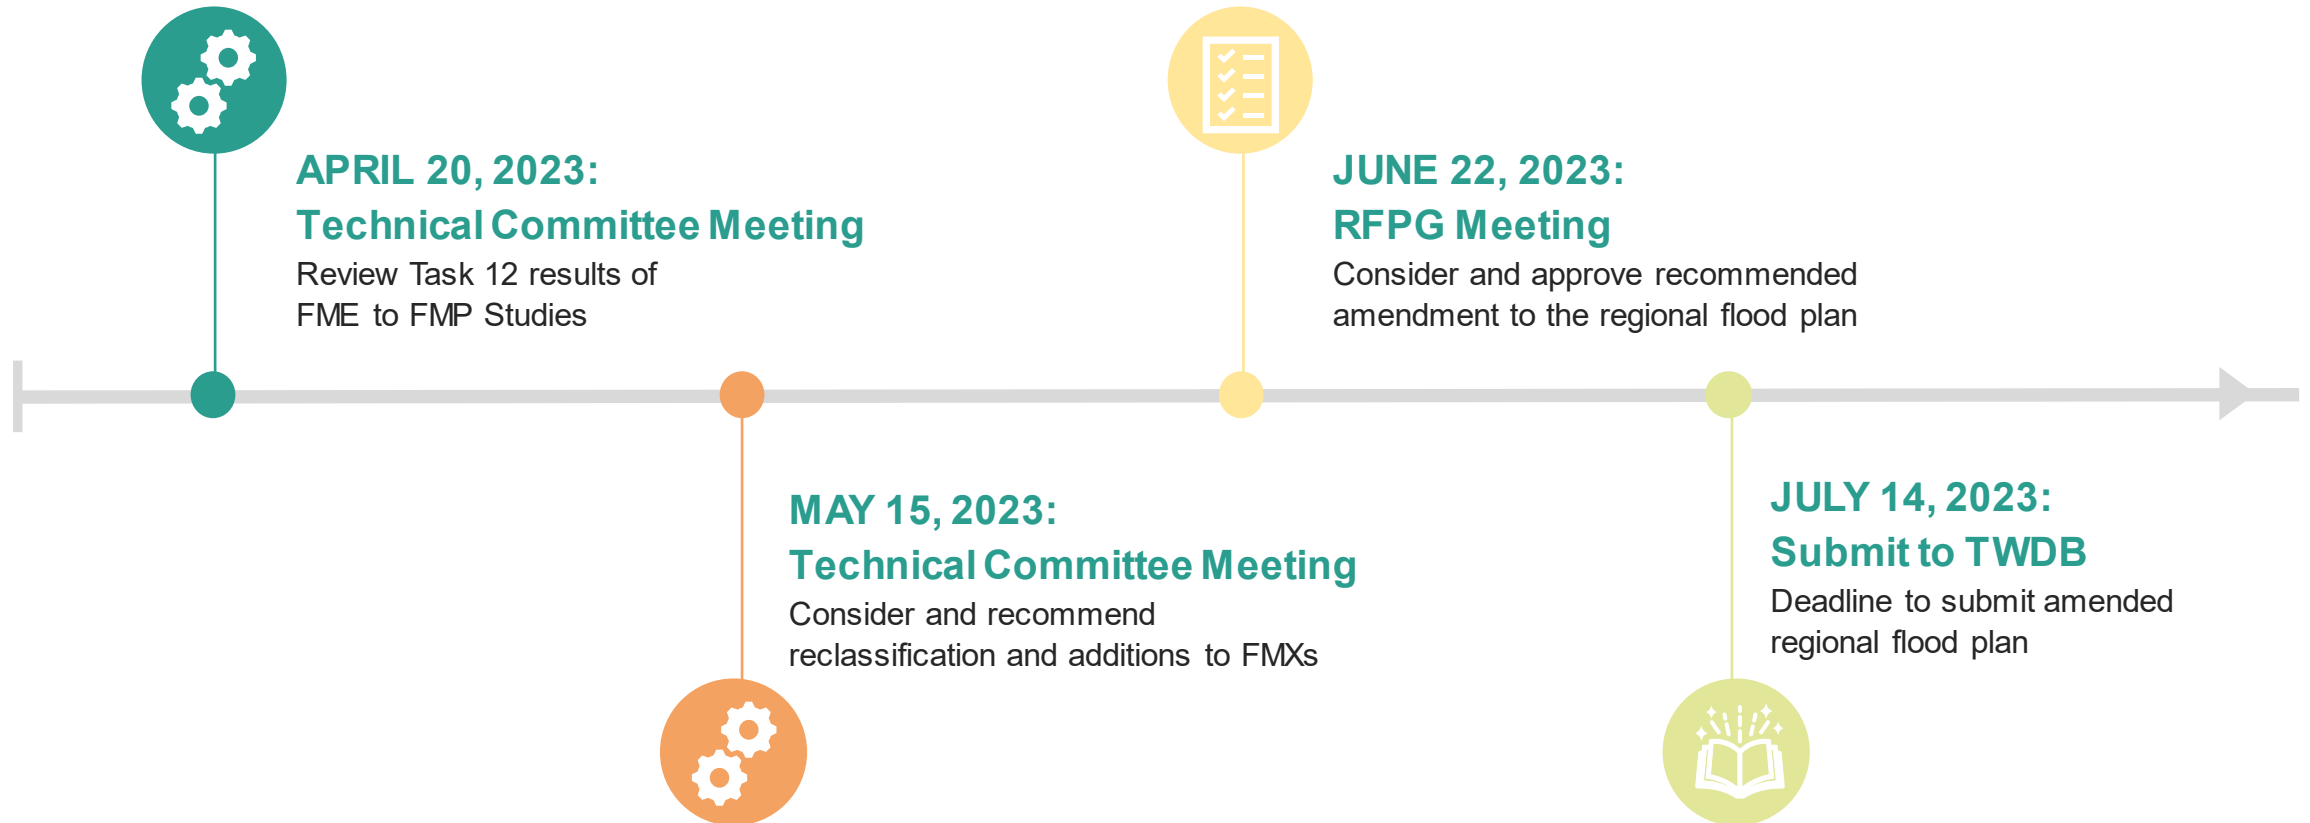 APRIL 20, 2023:
Technical Committee Meeting
Review Task 12 results of
FME to FMP Studies
MAY 15, 2023:
Technical Committee Meeting
Consider and recommend
reclassification and additions to FMXs
JUNE 22, 2023:
RFPG Meeting
Consider and approve recommended
amendment to the regional flood plan
JULY 14, 2023:
Submit to TWDB
Deadline to submit amended
regional flood plan